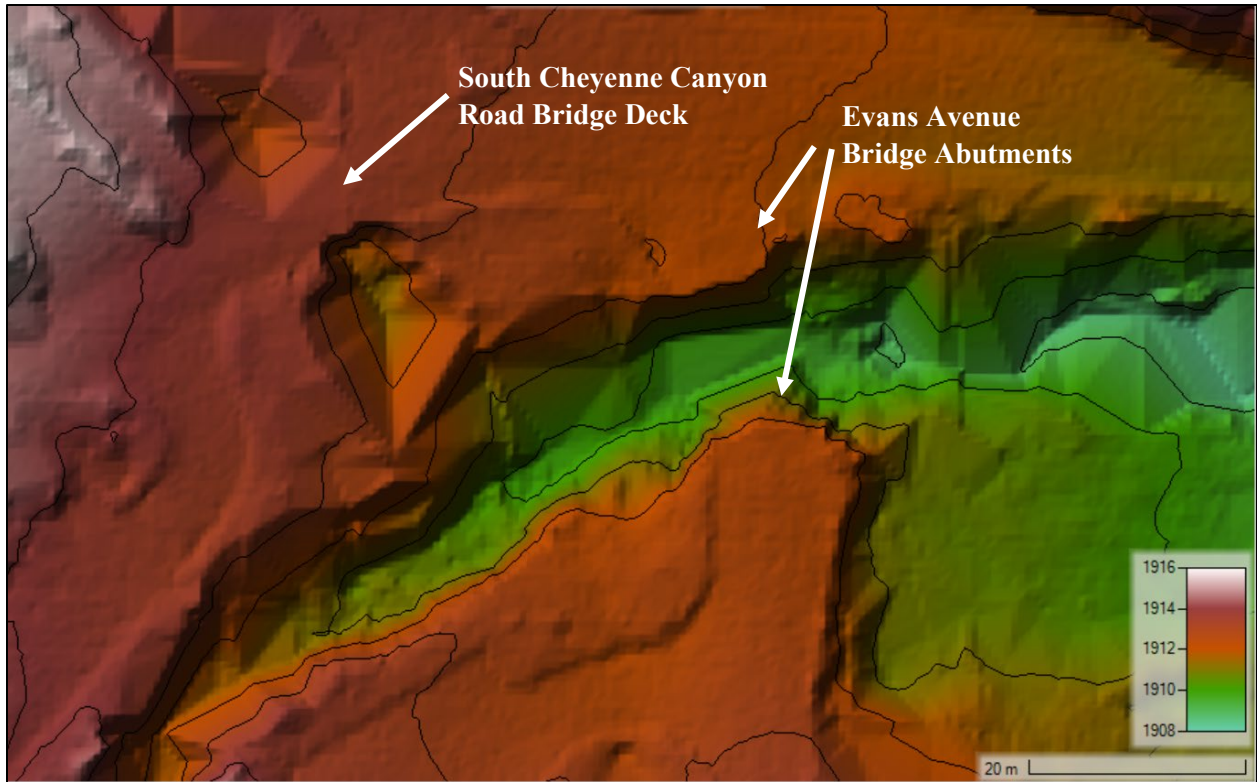 South Cheyenne Canyon
Road Bridge Deck
Evans Avenue
Bridge Abutments
1916
1914
1912
1910
1908
20 m